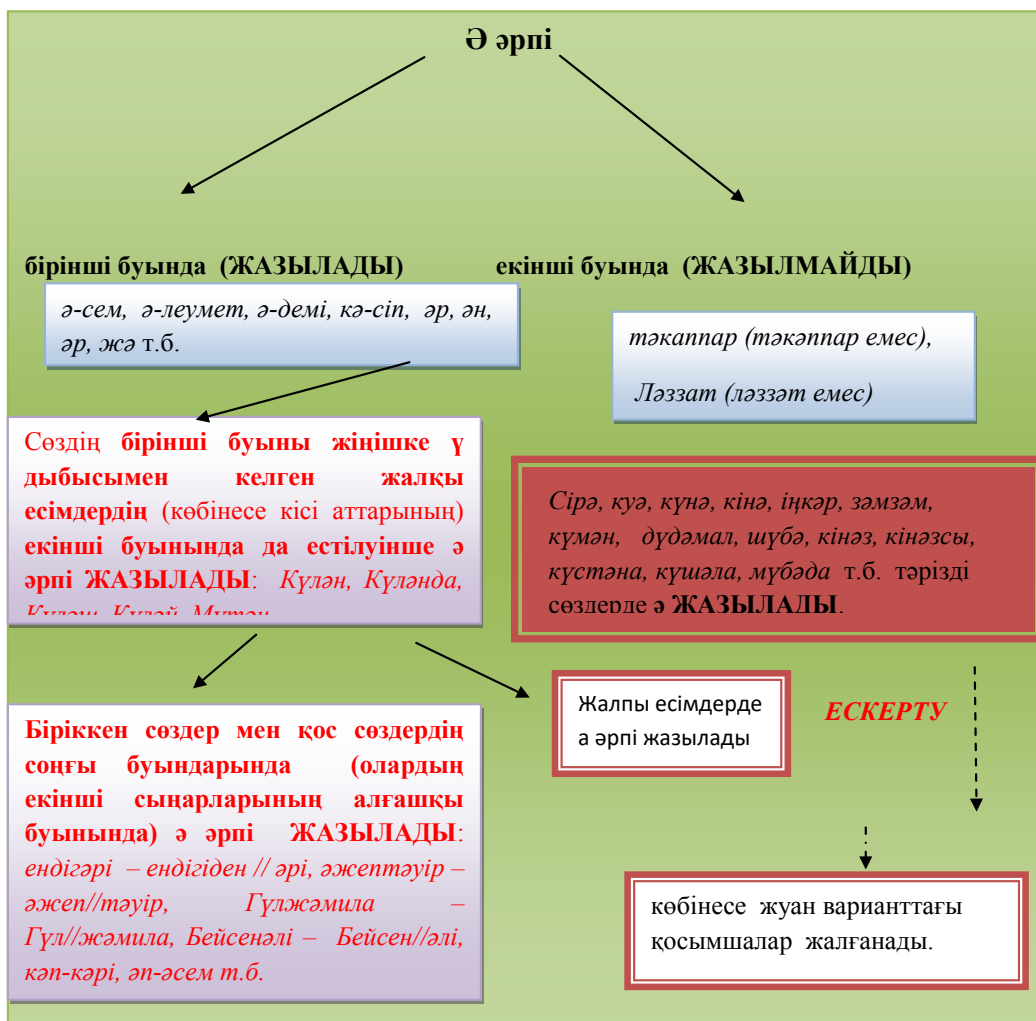 Ә әрпі
бірінші буында (ЖАЗЫЛАДЫ)
екінші буында (ЖАЗЫЛМАЙДЫ)
ә-сем, ә-леумет, ә-демі, кә-сіп, әр, ән,
әр, жә т.б.
тәкаппар (тәкәппар емес),
Ләззат (ләззәт емес)
Сөздің бірінші буыны жіңішке ү
дыбысымен келген жалқы
есімдердің (көбінесе кісі аттарының)
екінші буынында да естілуінше ә
әрпі ЖАЗЫЛАДЫ: Күлән, Күләнда,
Сірә, куә, күнә, кінә, іңкәр, зәмзәм,
күмән, дүдәмал, шүбә, кінәз, кінәзсы,
күстәна, күшәла, мүбәда т.б. тәрізді
сөздерде ә ЖАЗЫЛАДЫ.
Жалпы есімдерде
а әрпі жазылады
ЕСКЕРТУ
Біріккен сөздер мен қос сөздердің
соңғы буындарында (олардың
екінші сыңарларының алғашқы
буынында) ә әрпі ЖАЗЫЛАДЫ:
ендігәрі – ендігіден // әрі, әжептәуір –
әжеп//тәуір, Гүлжәмила –
Гүл//жәмила, Бейсенәлі – Бейсен//әлі,
кәп-кәрі, әп-әсем т.б.
көбінесе жуан варианттағы
қосымшалар жалғанады.